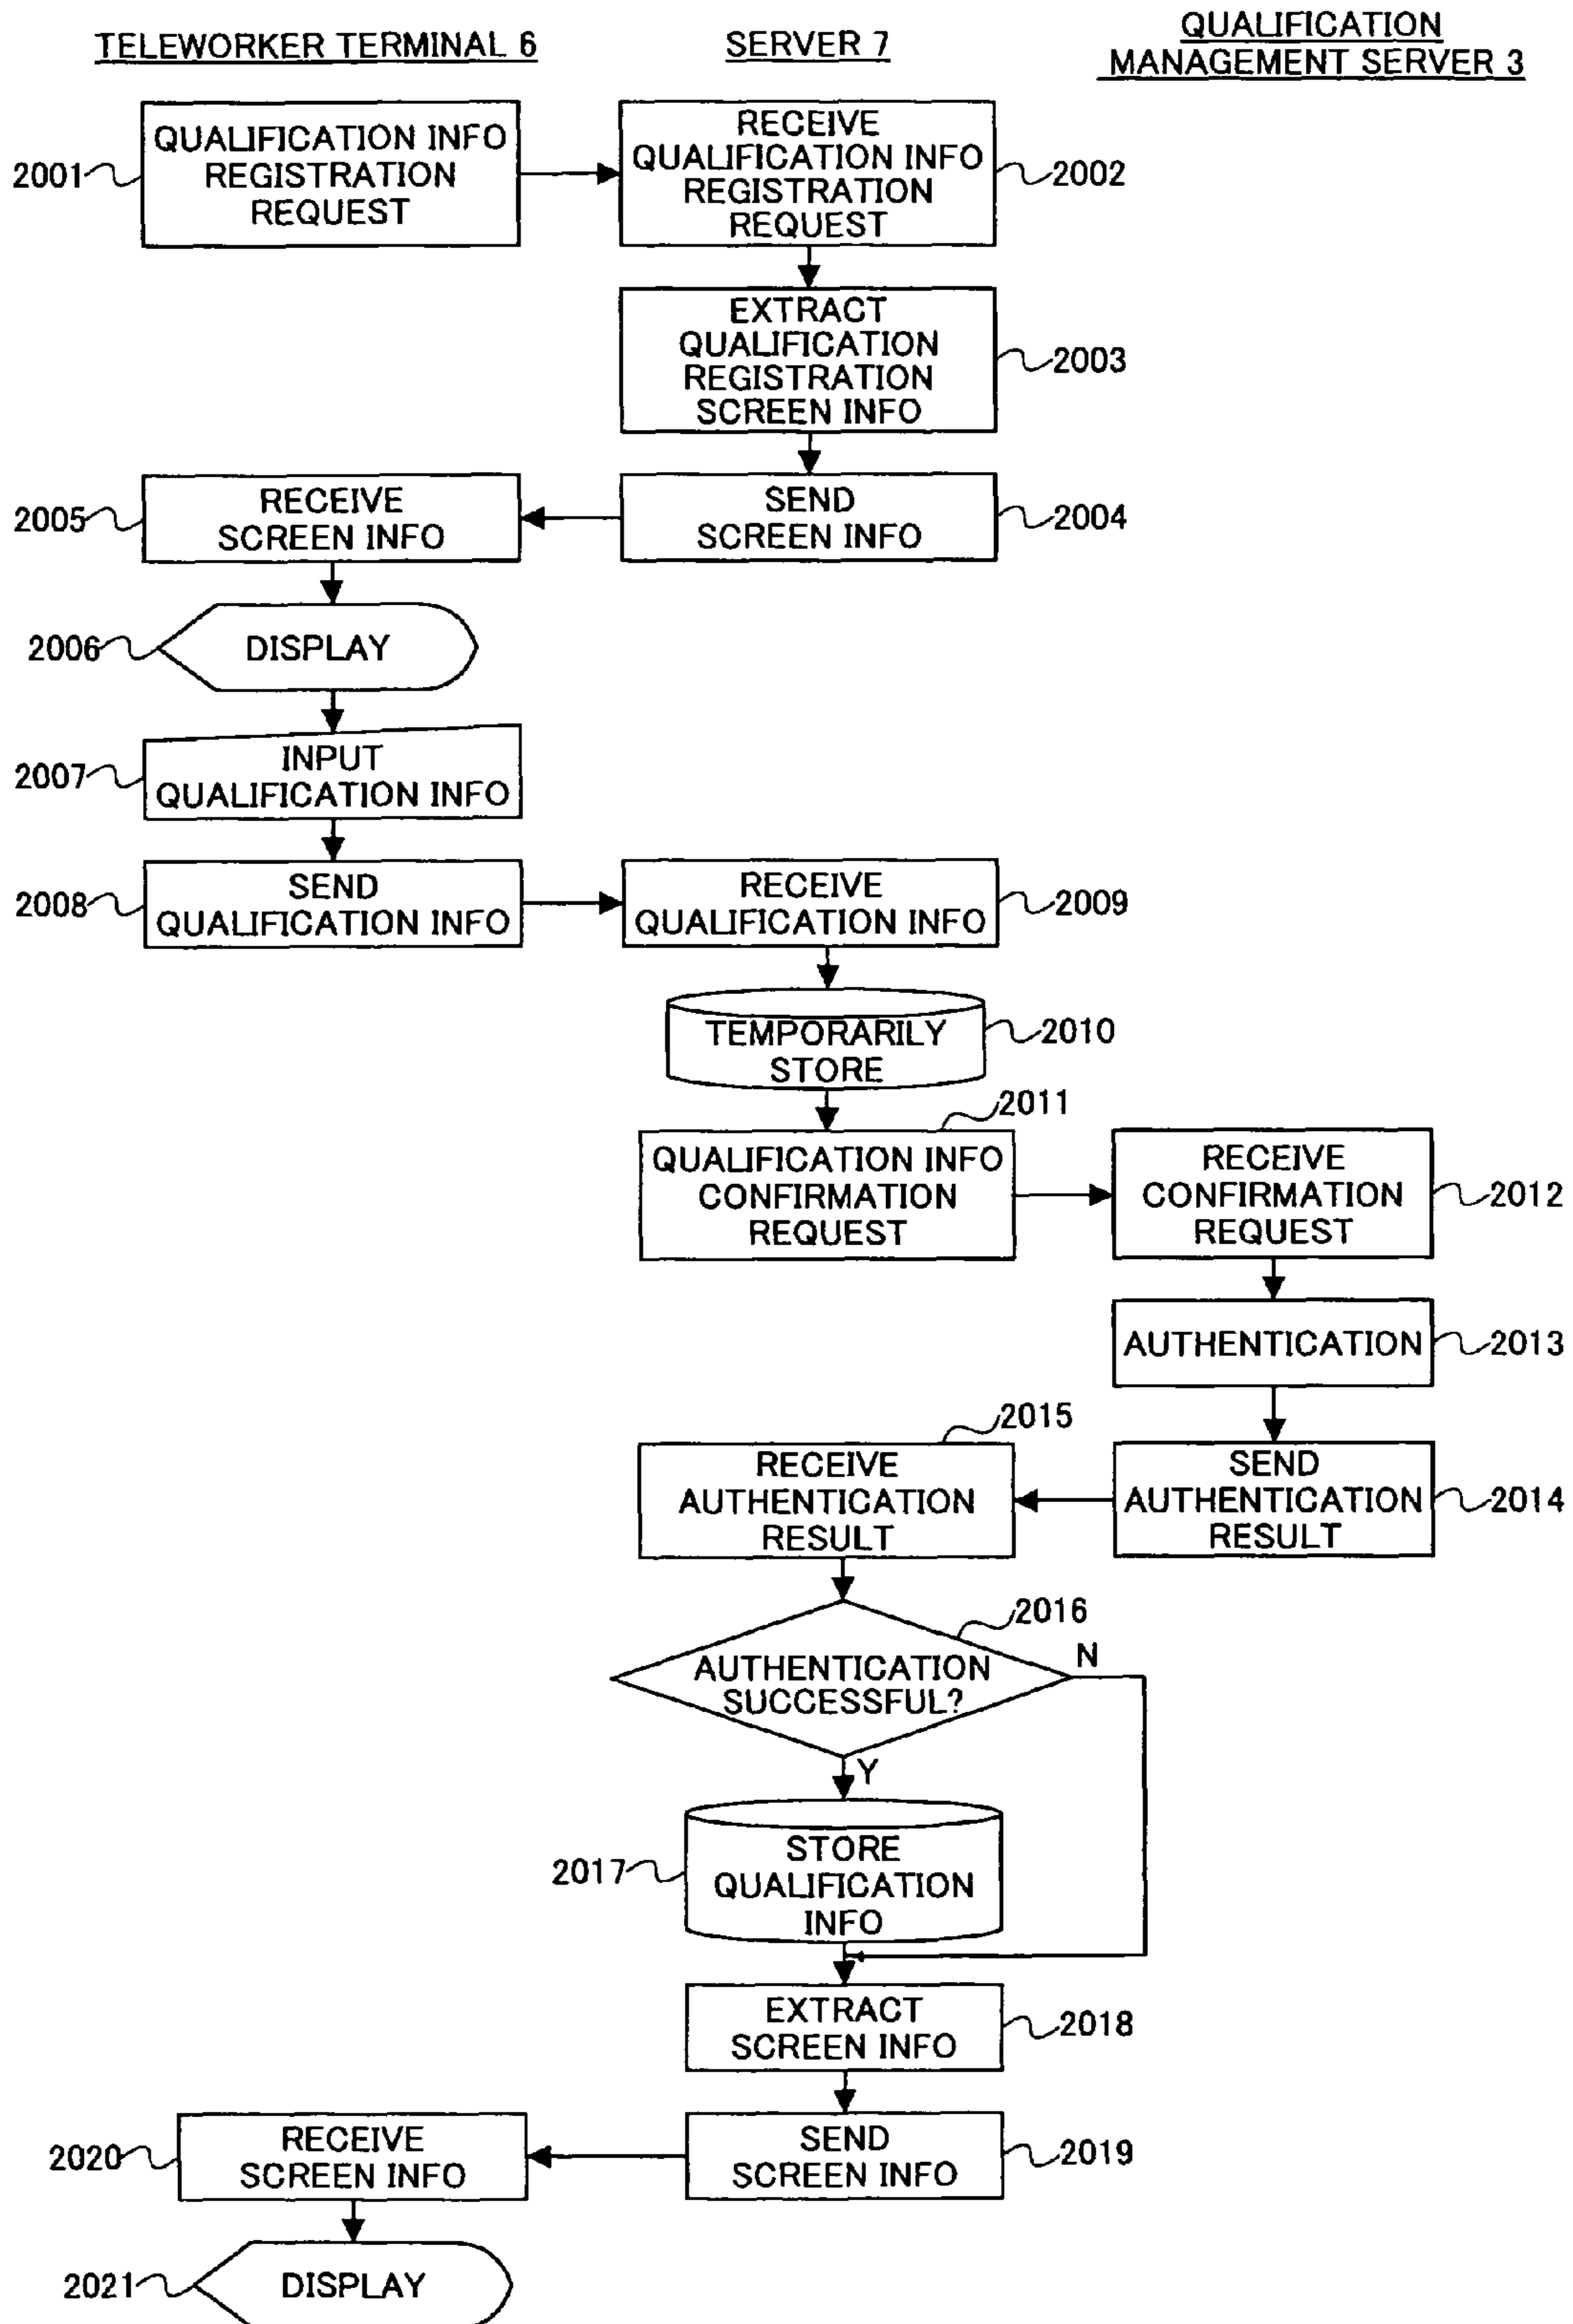 TELEWORKER TERMINAL 6
SERVER 7
QUALIFICATION
MANAGEMENT SERVER 3
2001
QUALIFICATION INFO
REGISTRATION
REQUEST
RECEIVE
QUALIFICATION INFO
REGISTRATION
REQUEST
2002
EXTRACT
QUALIFICATION
REGISTRATION
SCREEN INFO
2003
2005
RECEIVE
SCREEN INFO
SEND
SCREEN INFO
2004
2006
DISPLAY
2007
INPUT
QUALIFICATION INFO
2008
SEND
QUALIFICATION INFO
RECEIVE
QUALIFICATION INFO
2009
TEMPORARILY
STORE
2010
2011
QUALIFICATION INFO
CONFIRMATION
REQUEST
RECEIVE
CONFIRMATION
REQUEST
2012
AUTHENTICATION
2013
2015
RECEIVE
AUTHENTICATION
RESULT
SEND
AUTHENTICATION
RESULT
2014
2016
AUTHENTICATION
SUCCESSFUL?
N
Y
2017
STORE
QUALIFICATION
INFO
EXTRACT
SCREEN INFO
2018
2020
RECEIVE
SCREEN INFO
SEND
SCREEN INFO
2019
2021
DISPLAY